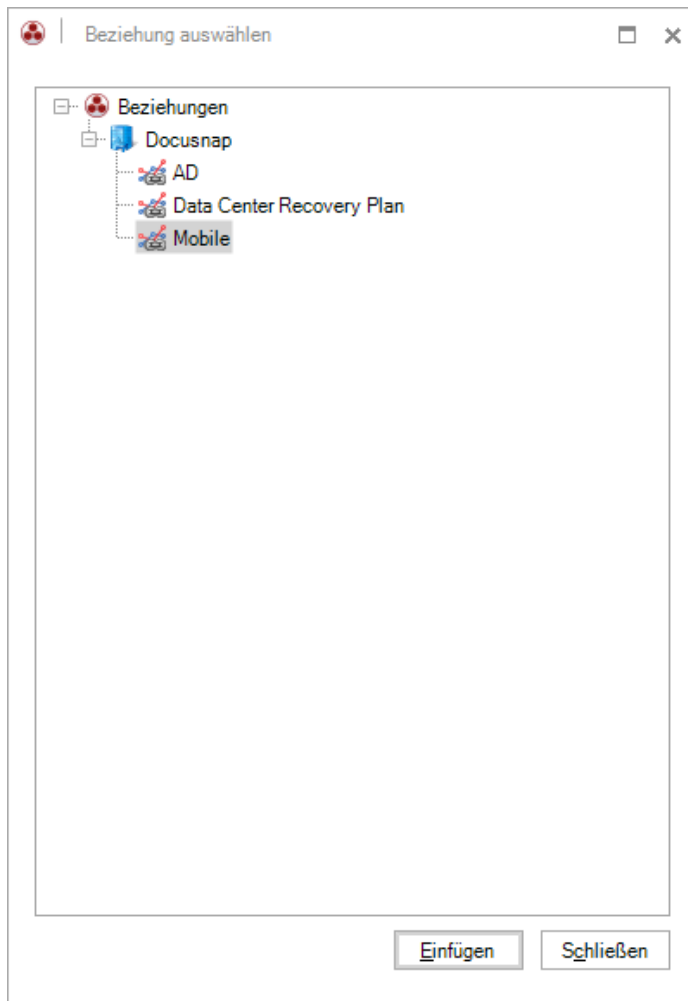 Beziehung auswählen
Beziehungen
Docusnap
AD
Data Center Recovery Plan
Mobile
Einfügen Schließen